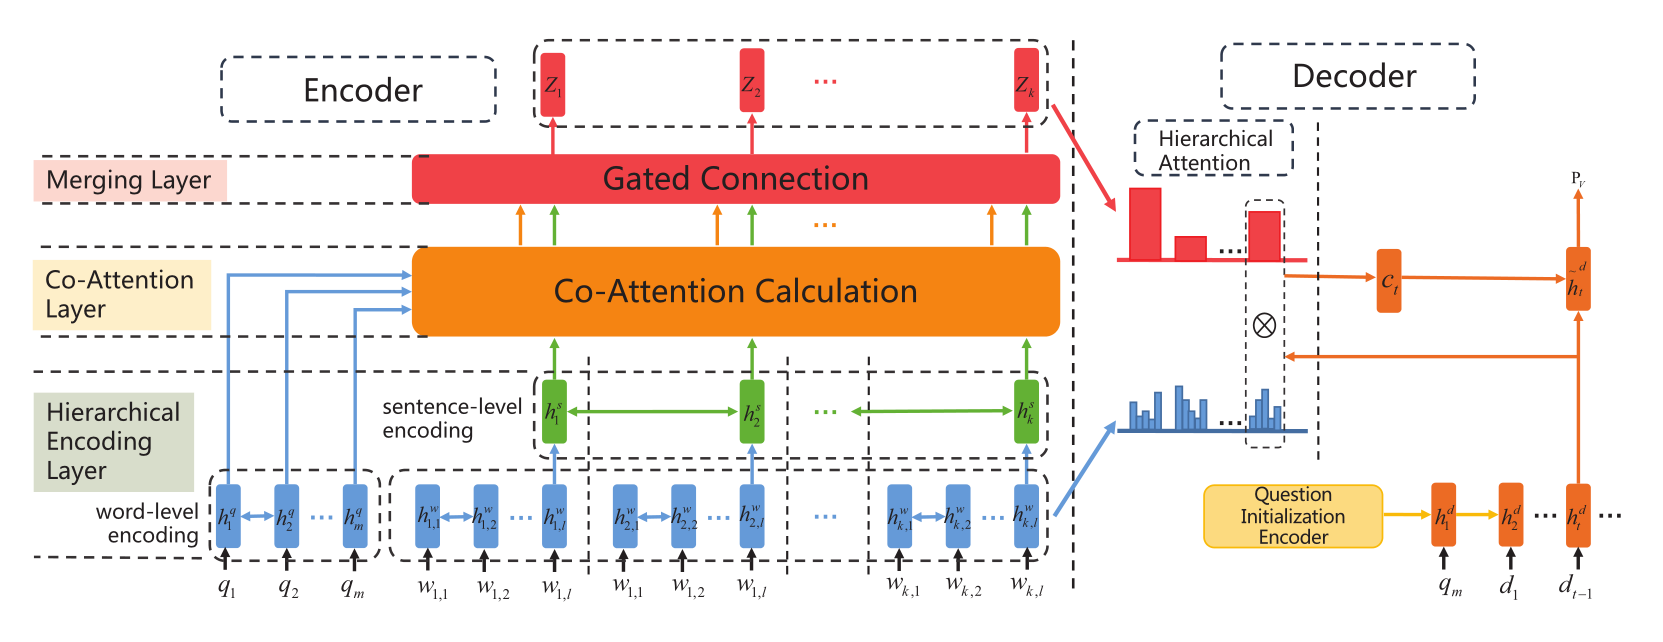 Encoder
Decoder
Z_1 Z_2 ... Z_k
Hierarchical
Attention
Merging Layer
Gated Connection
P_V
...
Co-Attention
Layer
Co-Attention Calculation
...
c_t
\tilde{h}_t^d
⊗
Hierarchical
Encoding
Layer
sentence-level
encoding
h_1^s h_2^s ... h_k^s
...
word-level
encoding
h_1^q h_2^q ... h_m^q
h_{1,1}^w h_{1,2}^w ... h_{1,l}^w
h_{2,1}^w h_{2,2}^w ... h_{2,l}^w
...
h_{k,1}^w h_{k,2}^w ... h_{k,l}^w
Question
Initialization
Encoder
h_1^d h_2^d ... h_t^d ...
q_1 q_2 q_m
w_{1,1} w_{1,2} w_{1,l}
w_{1,1} w_{1,2} w_{1,l}
w_{k,1} w_{k,2} w_{k,l}
q_m d_1 d_{t-1}